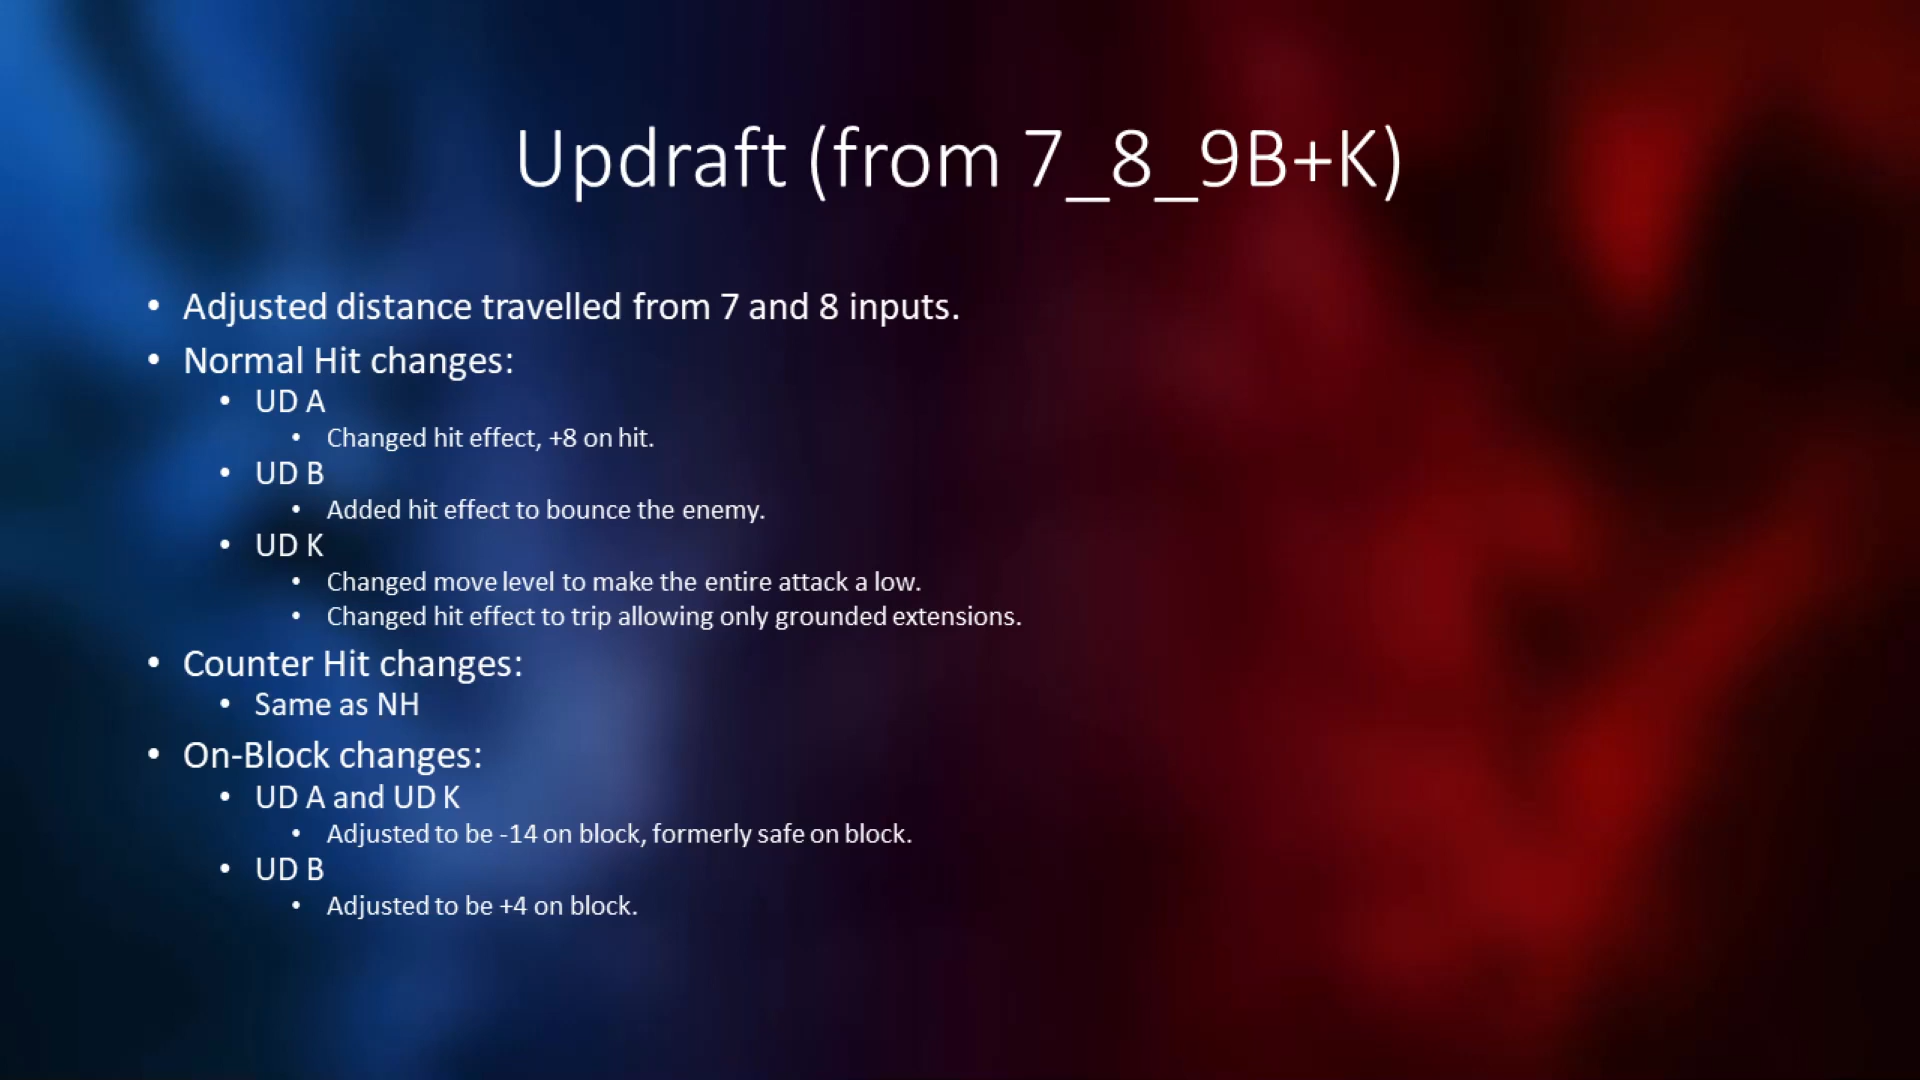 Updraft (from 7_8_9B+K)
• Adjusted distance travelled from 7 and 8 inputs.
• Normal Hit changes:
• UD A
• Changed hit effect, +8 on hit.
• UD B
• Added hit effect to bounce the enemy.
• UD K
• Changed move level to make the entire attack a low.
• Changed hit effect to trip allowing only grounded extensions.
• Counter Hit changes:
• Same as NH
• On-Block changes:
• UD A and UD K
• Adjusted to be -14 on block, formerly safe on block.
• UD B
• Adjusted to be +4 on block.